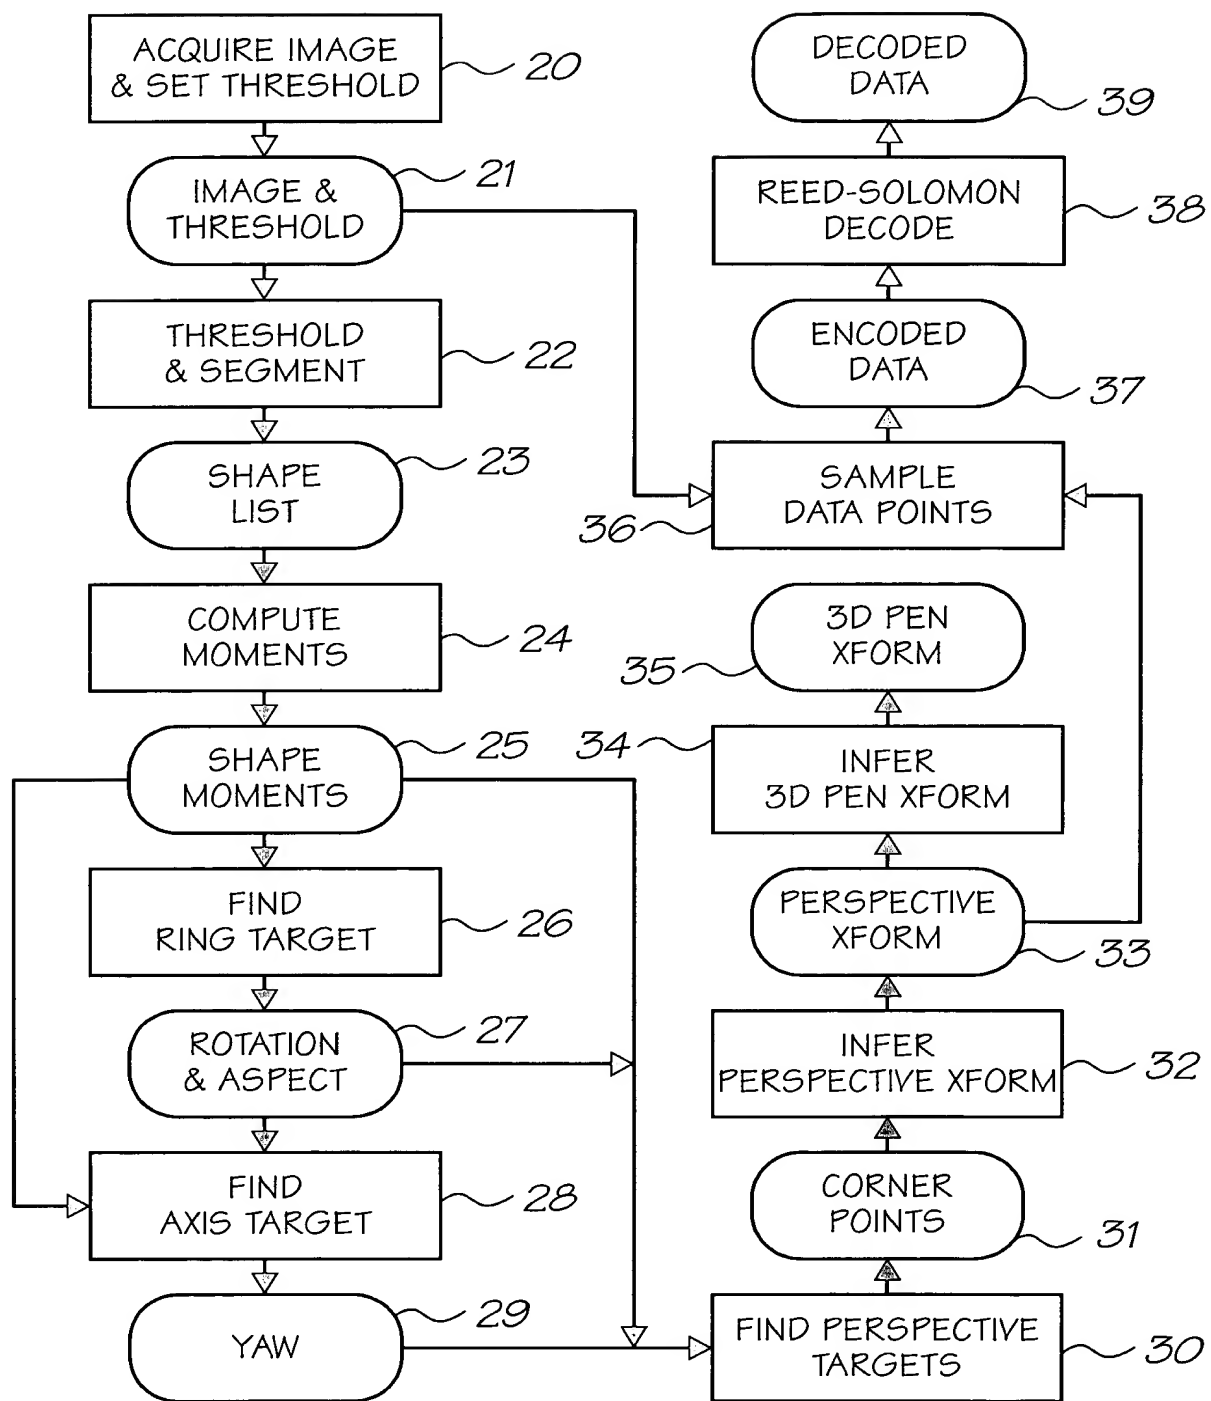 ACQUIRE IMAGE
& SET THRESHOLD
20
IMAGE &
THRESHOLD
21
THRESHOLD
& SEGMENT
22
SHAPE
LIST
23
COMPUTE
MOMENTS
24
SHAPE
MOMENTS
25
FIND
RING TARGET
26
ROTATION
& ASPECT
27
FIND
AXIS TARGET
28
YAW
29
DECODED
DATA
39
REED-SOLOMON
DECODE
38
ENCODED
DATA
37
SAMPLE
DATA POINTS
36
3D PEN
XFORM
35
INFER
3D PEN XFORM
34
PERSPECTIVE
XFORM
33
INFER
PERSPECTIVE XFORM
32
CORNER
POINTS
31
FIND PERSPECTIVE
TARGETS
30